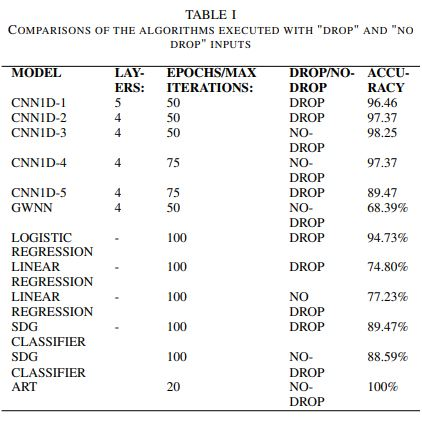 TABLE I
COMPARISONS OF THE ALGORITHMS EXECUTED WITH "DROP" AND "NO
DROP" INPUTS
MODEL LAY- EPOCHS/MAX DROP/NO- ACCU-
ERS: ITERATIONS: DROP RACY
CNN1D-1 5 50 DROP 96.46
CNN1D-2 4 50 DROP 97.37
CNN1D-3 4 50 NO- 98.25
DROP
CNN1D-4 4 75 NO- 97.37
DROP
CNN1D-5 4 75 DROP 89.47
GWNN 4 50 NO- 68.39%
DROP
LOGISTIC - 100 DROP 94.73%
REGRESSION
LINEAR - 100 DROP 74.80%
REGRESSION
LINEAR - 100 NO 77.23%
REGRESSION DROP
SDG - 100 DROP 89.47%
CLASSIFIER
SDG 100 NO- 88.59%
CLASSIFIER DROP
ART 20 NO- 100%
DROP